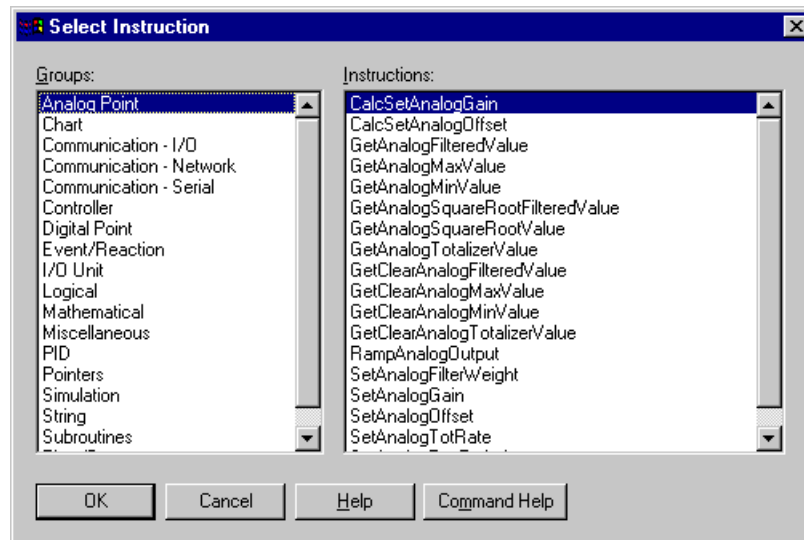 Select Instruction
Groups:
Analog Point
Chart
Communication - I/O
Communication - Network
Communication - Serial
Controller
Digital Point
Event/Reaction
I/O Unit
Logical
Mathematical
Miscellaneous
PID
Pointers
Simulation
String
Subroutines
Instructions:
CalcSetAnalogGain
CalcSetAnalogOffset
GetAnalogFilteredValue
GetAnalogMaxValue
GetAnalogMinValue
GetAnalogSquareRootFilteredValue
GetAnalogSquareRootValue
GetAnalogTotalizerValue
GetClearAnalogFilteredValue
GetClearAnalogMaxValue
GetClearAnalogMinValue
GetClearAnalogTotalizerValue
RampAnalogOutput
SetAnalogFilterWeight
SetAnalogGain
SetAnalogOffset
SetAnalogTotRate
OK Cancel Help Command Help